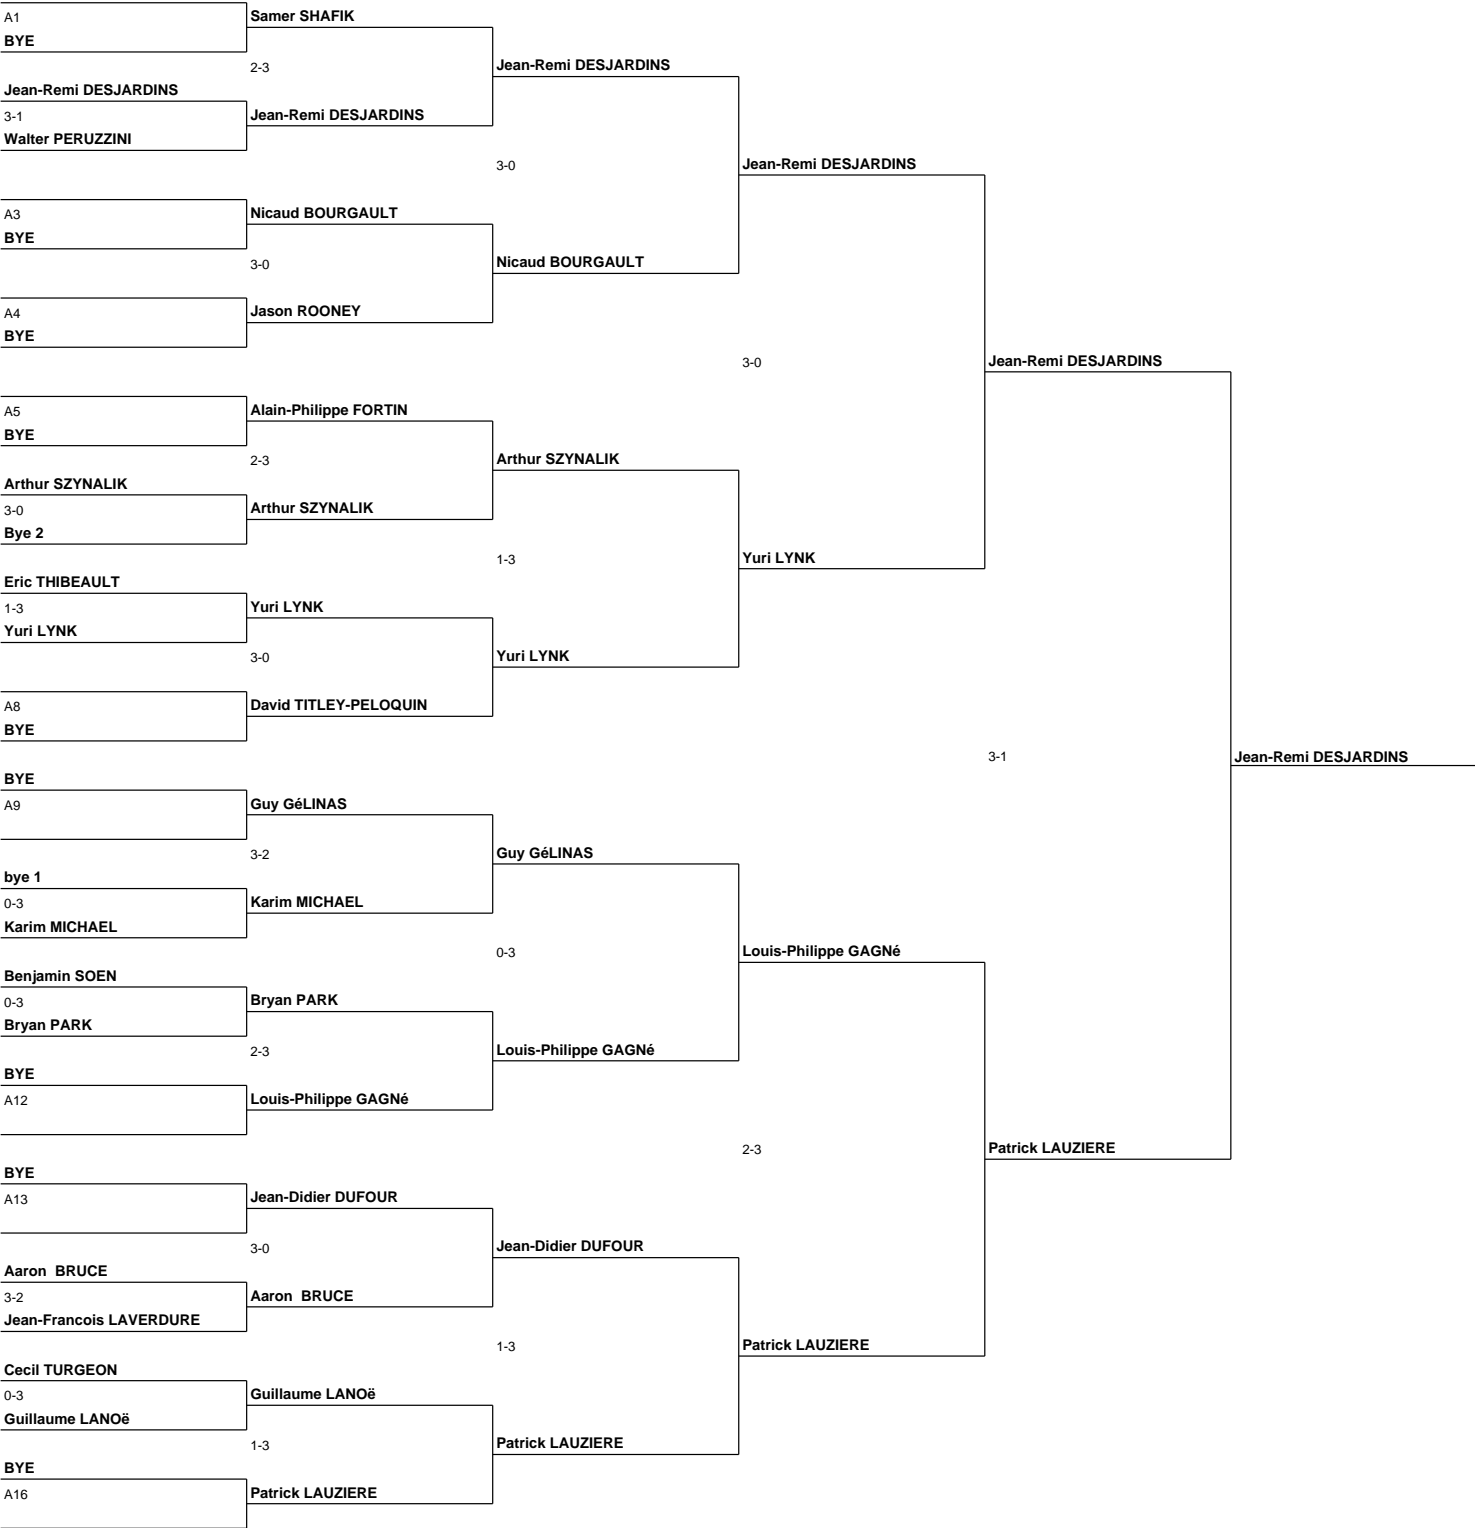 A1
BYE
Samer SHAFIK
2-3
Jean-Remi DESJARDINS
Jean-Remi DESJARDINS
3-1
Walter PERUZZINI
Jean-Remi DESJARDINS
3-0
Jean-Remi DESJARDINS
A3
BYE
Nicaud BOURGAULT
3-0
Nicaud BOURGAULT
A4
BYE
Jason ROONEY
3-0
Jean-Remi DESJARDINS
A5
BYE
Alain-Philippe FORTIN
2-3
Arthur SZYNALIK
Arthur SZYNALIK
3-0
Bye 2
Arthur SZYNALIK
1-3
Yuri LYNK
Eric THIBEAULT
1-3
Yuri LYNK
Yuri LYNK
3-0
Yuri LYNK
A8
BYE
David TITLEY-PELOQUIN
3-1
Jean-Remi DESJARDINS
BYE
A9
Guy GéLINAS
3-2
Guy GéLINAS
bye 1
0-3
Karim MICHAEL
Karim MICHAEL
0-3
Louis-Philippe GAGNé
Benjamin SOEN
0-3
Bryan PARK
Bryan PARK
2-3
Louis-Philippe GAGNé
BYE
A12
Louis-Philippe GAGNé
2-3
Patrick LAUZIERE
BYE
A13
Jean-Didier DUFOUR
3-0
Jean-Didier DUFOUR
Aaron  BRUCE
3-2
Jean-Francois LAVERDURE
Aaron  BRUCE
1-3
Patrick LAUZIERE
Cecil TURGEON
0-3
Guillaume LANOë
Guillaume LANOë
1-3
Patrick LAUZIERE
BYE
A16
Patrick LAUZIERE